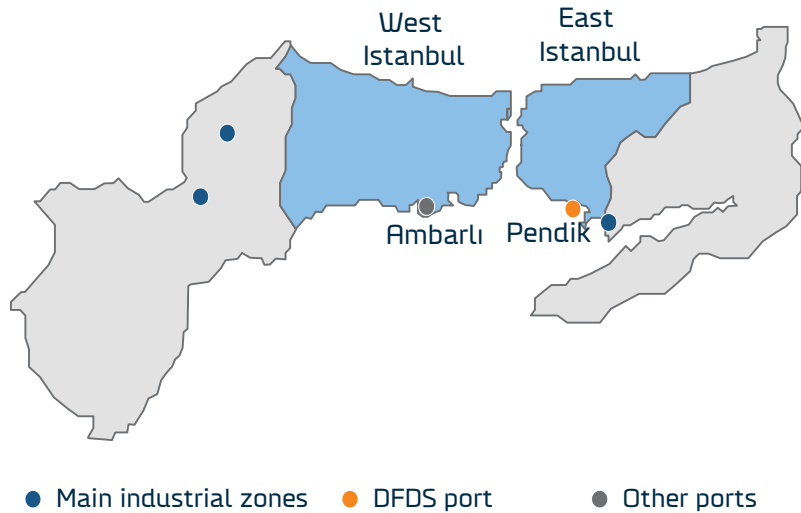 West
Istanbul
East
Istanbul
Ambarlı
Pendik
Main industrial zones
DFDS port
Other ports